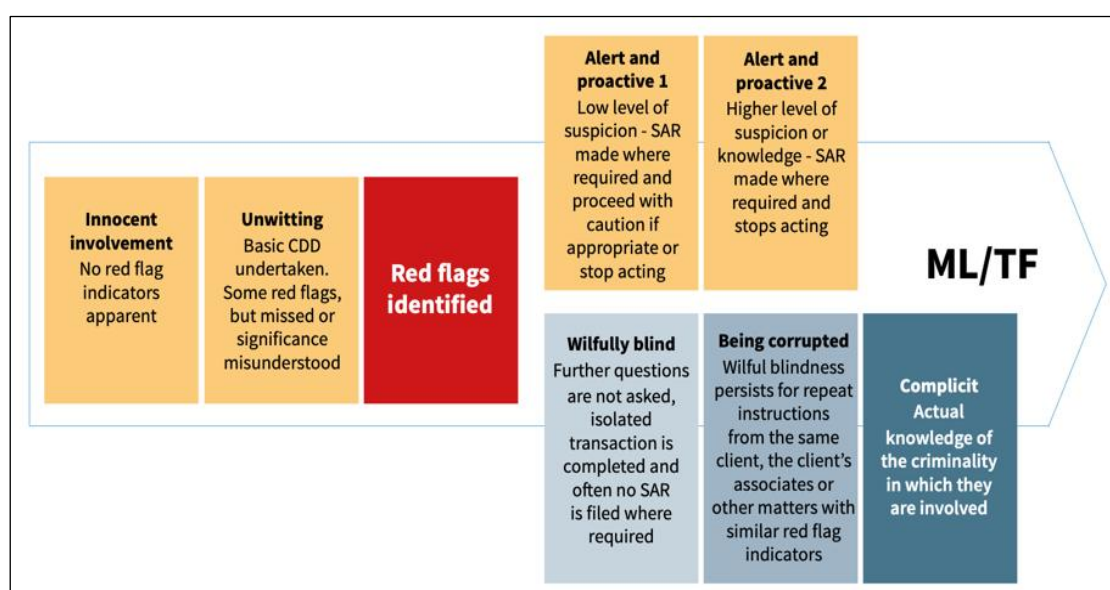 Innocent
involvement
No red flag
indicators
apparent
Unwitting
Basic CDD
undertaken.
Some red flags,
but missed or
significance
misunderstood
Red flags
identified
Alert and
proactive 1
Low level of
suspicion - SAR
made where
required and
proceed with
caution if
appropriate or
stop acting
Alert and
proactive 2
Higher level of
suspicion or
knowledge - SAR
made where
required and
stops acting
Wilfully blind
Further questions
are not asked,
isolated
transaction is
completed and
often no SAR
is filed where
required
Being corrupted
Wilful blindness
persists for repeat
instructions
from the same
client, the client’s
associates or
other matters with
similar red flag
indicators
Complicit
Actual
knowledge of
the criminality
in which they
are involved
ML/TF